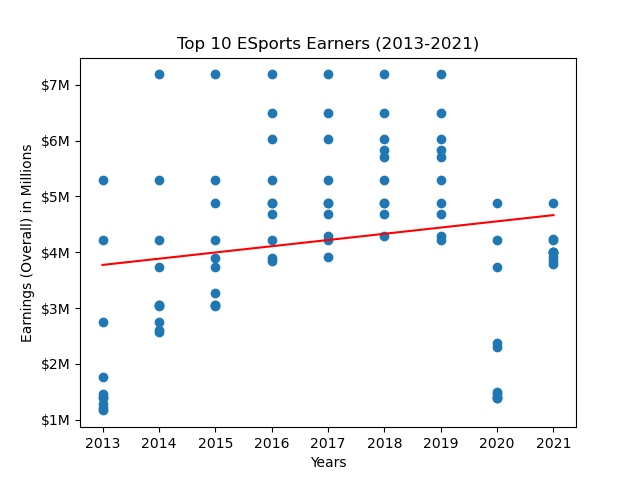 Top 10 ESports Earners (2013-2021)
Earnings (Overall) in Millions
$7M
$6M
$5M
$4M
$3M
$2M
$1M
2013 2014 2015 2016 2017 2018 2019 2020 2021
Years